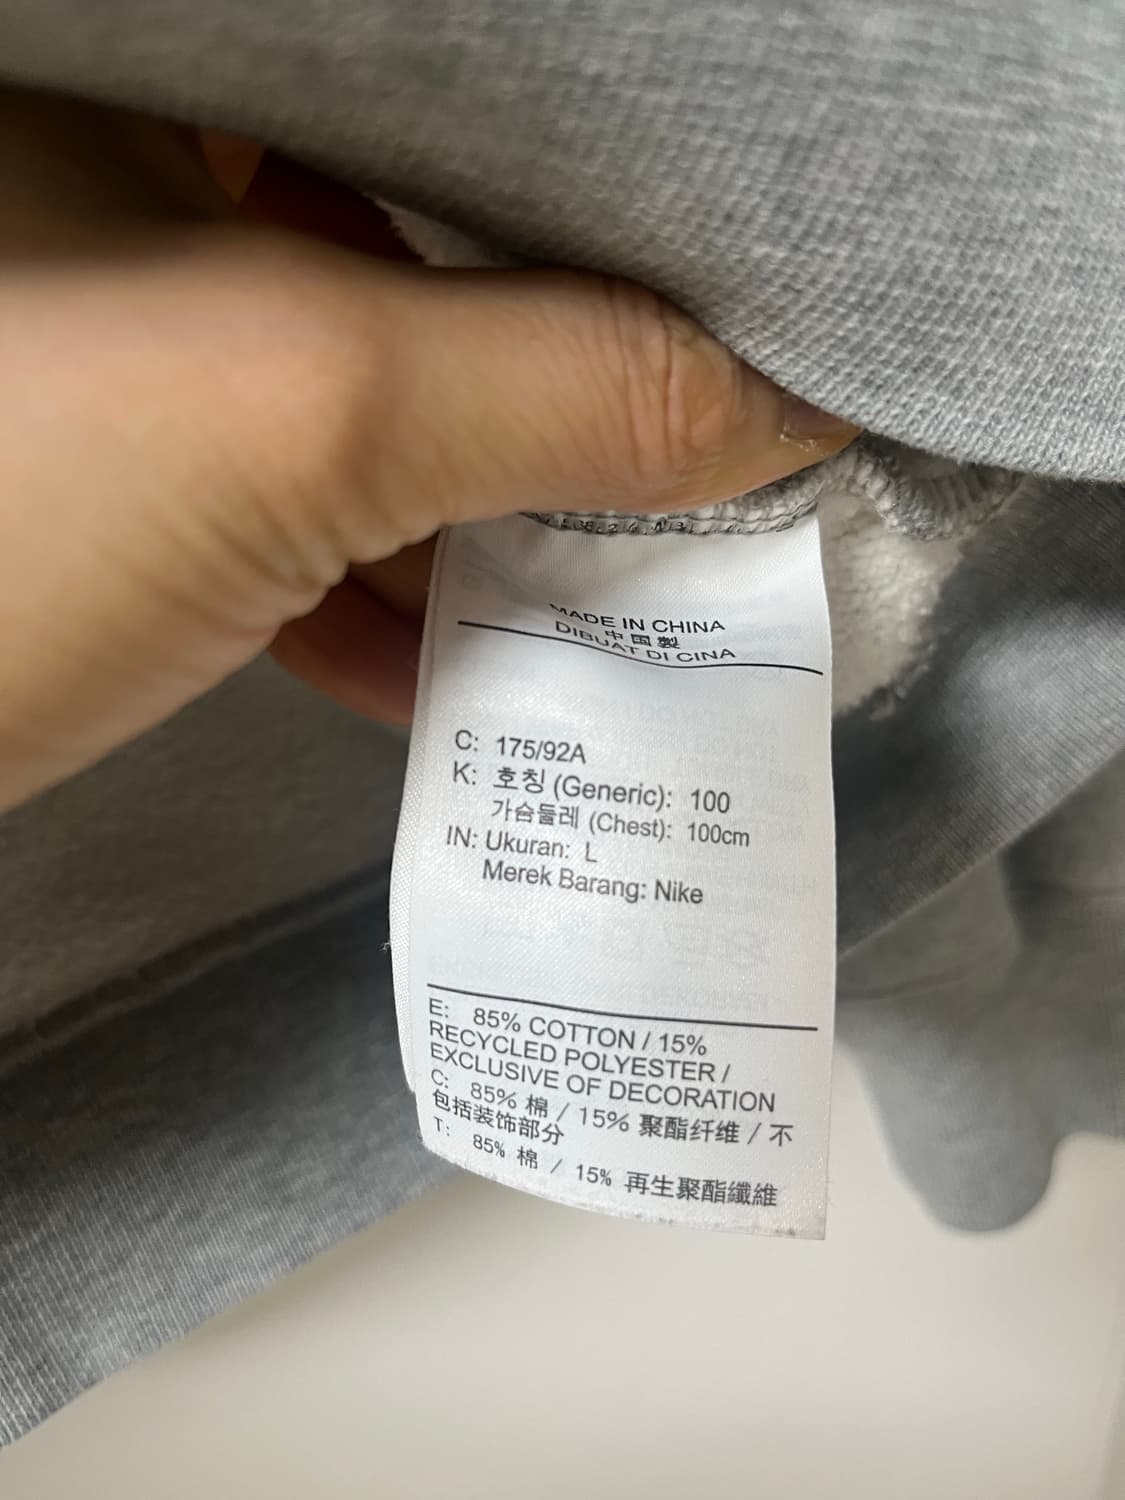 MADE IN CHINA
中国製
DIBUAT DI CINA
C: 175/92A
K: 호칭 (Generic): 100
가슴둘레 (Chest): 100cm
IN: Ukuran: L
Merek Barang: Nike
E: 85% COTTON / 15%
RECYCLED POLYESTER /
EXCLUSIVE OF DECORATION
C: 85% 棉 / 15% 聚酯纤维 / 不
包括装饰部分
T: 85% 棉 / 15% 再生聚酯纖維